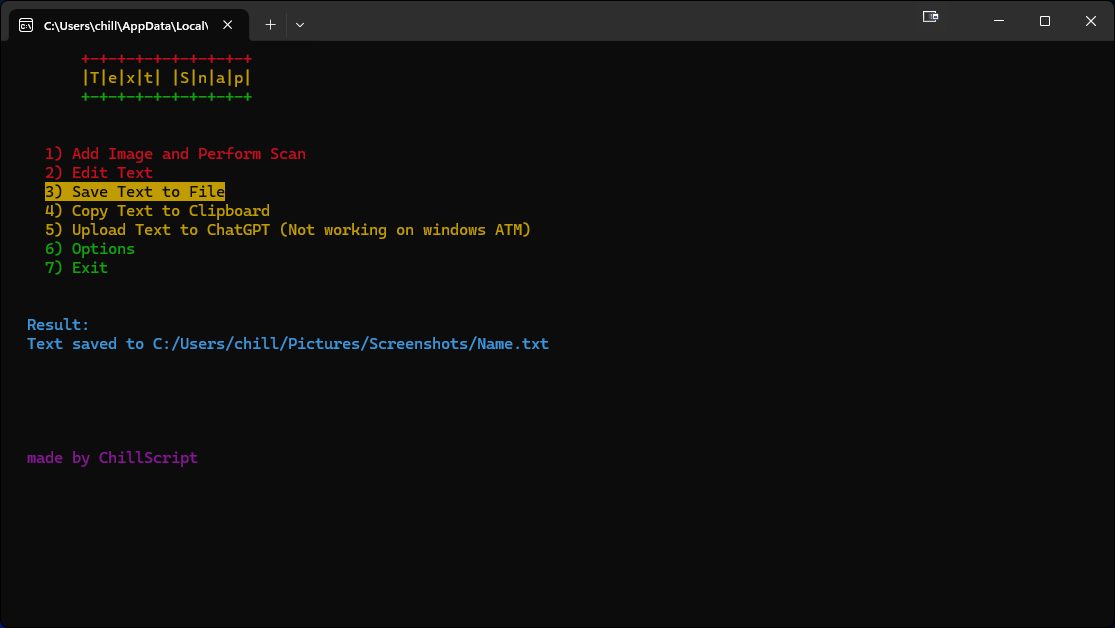 C:\Users\chill\AppData\Local\
+-+-+-+-+-+-+-+-+-+
|T|e|x|t| |S|n|a|p|
+-+-+-+-+-+-+-+-+-+
1) Add Image and Perform Scan
2) Edit Text
3) Save Text to File
4) Copy Text to Clipboard
5) Upload Text to ChatGPT (Not working on windows ATM)
6) Options
7) Exit
Result:
Text saved to C:/Users/chill/Pictures/Screenshots/Name.txt
made by ChillScript